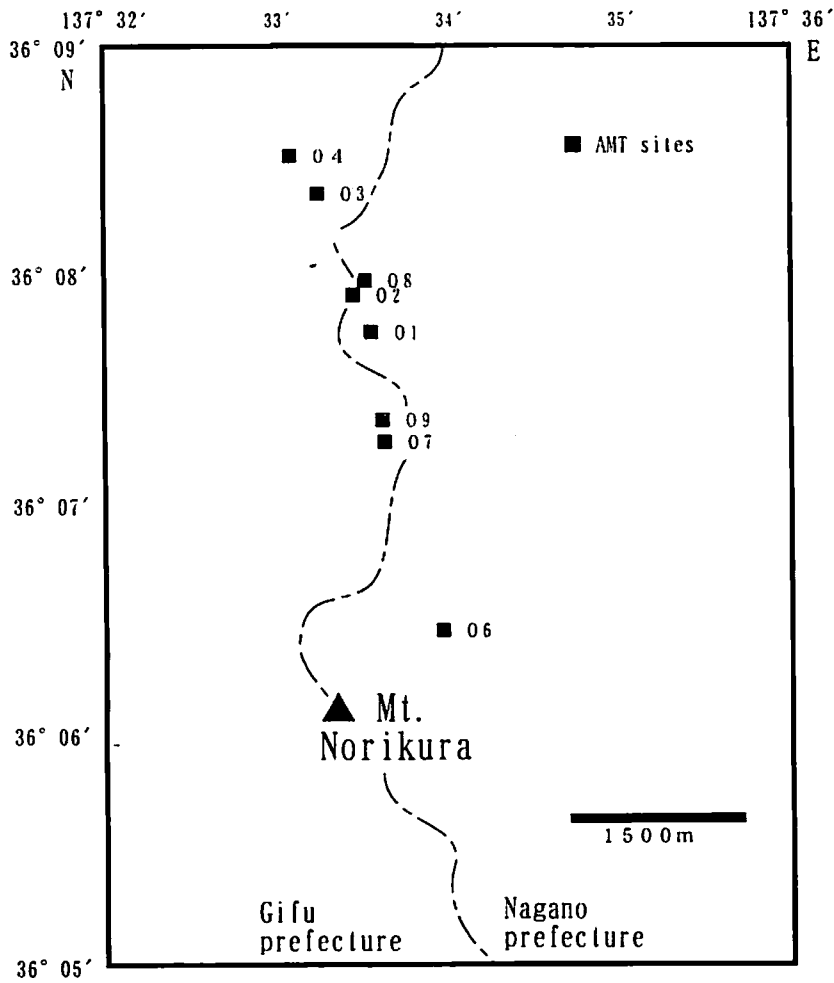 137° 32′ 33′ 34′ 35′ 137° 36′
36° 09′
N
E
04
AMT sites
03
36° 08′
08
02
01
09
07
36° 07′
06
Mt.
Norikura
36° 06′
1500m
Gifu
prefecture
Nagano
prefecture
36° 05′